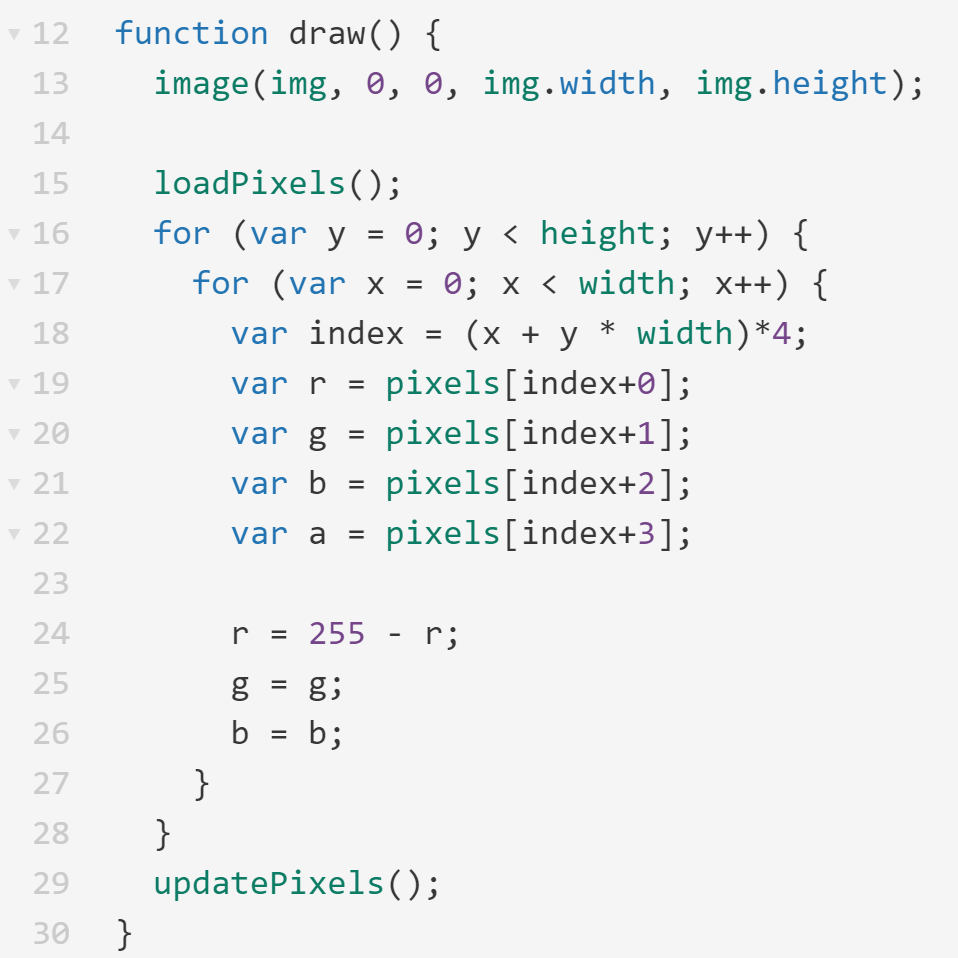 12 function draw() {
13 image(img, 0, 0, img.width, img.height);
14
15 loadPixels();
16 for (var y = 0; y < height; y++) {
17 for (var x = 0; x < width; x++) {
18 var index = (x + y * width)*4;
19 var r = pixels[index+0];
20 var g = pixels[index+1];
21 var b = pixels[index+2];
22 var a = pixels[index+3];
23
24 r = 255 - r;
25 g = g;
26 b = b;
27 }
28 }
29 updatePixels();
30 }